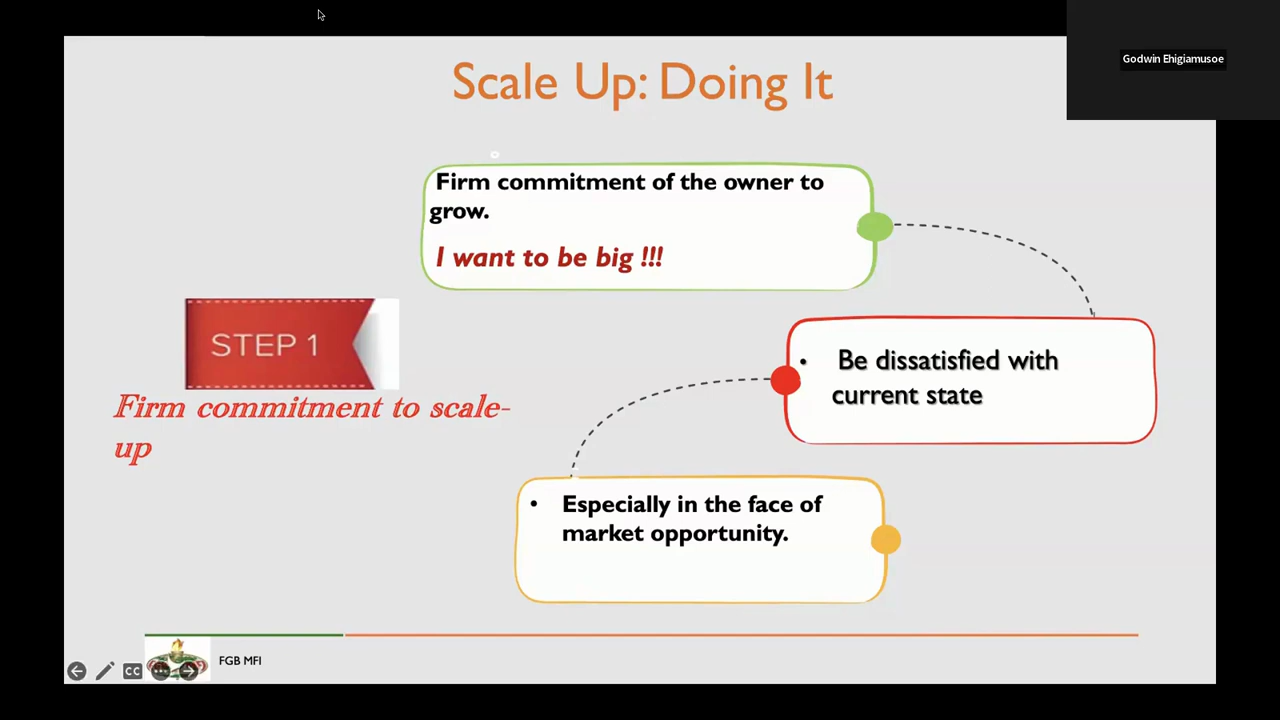 Godwin Ehigiamusoe
Scale Up: Doing It
Firm commitment of the owner to
grow.
I want to be big !!!
STEP 1
Firm commitment to scale-
up
• Be dissatisfied with
current state
• Especially in the face of
market opportunity.
CC
FGB MFI